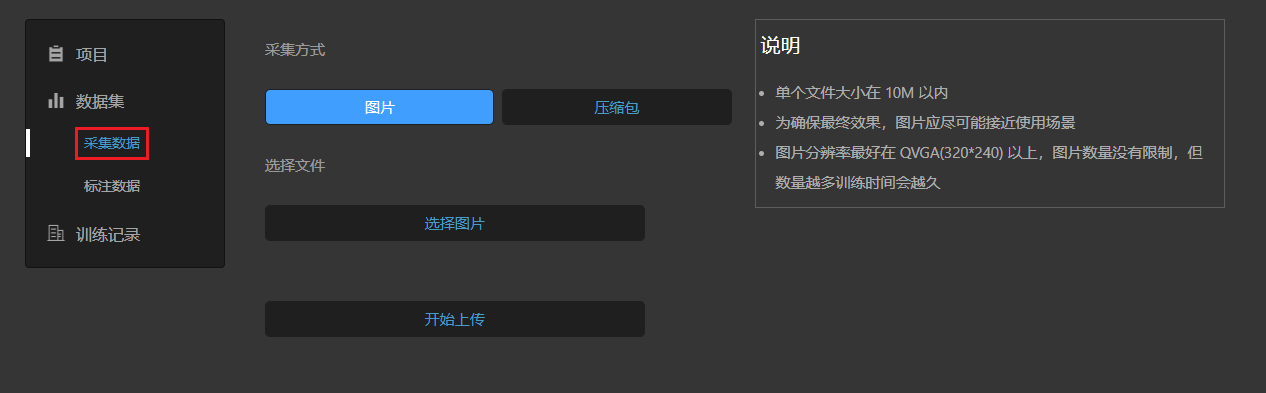 项目
数据集
采集数据
标注数据
训练记录
采集方式
图片
压缩包
选择文件
选择图片
开始上传
说明
单个文件大小在 10M 以内
为确保最终效果，图片应尽可能接近使用场景
图片分辨率最好在 QVGA(320*240) 以上，图片数量没有限制，但
数量越多训练时间会越久